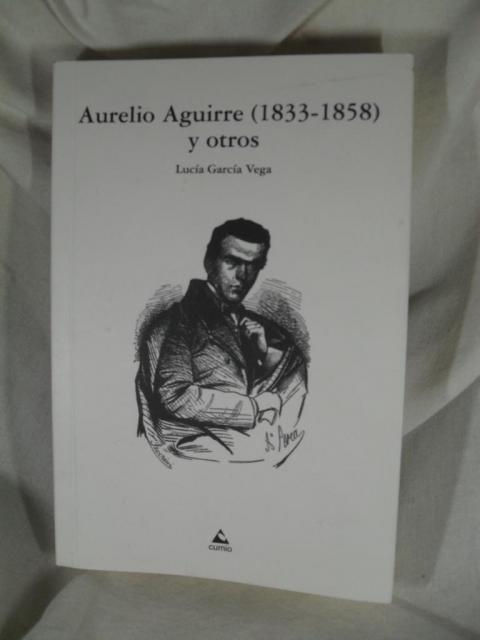 Aurelio Aguirre (1833-1858)
y otros
Lucía García Vega
cumio